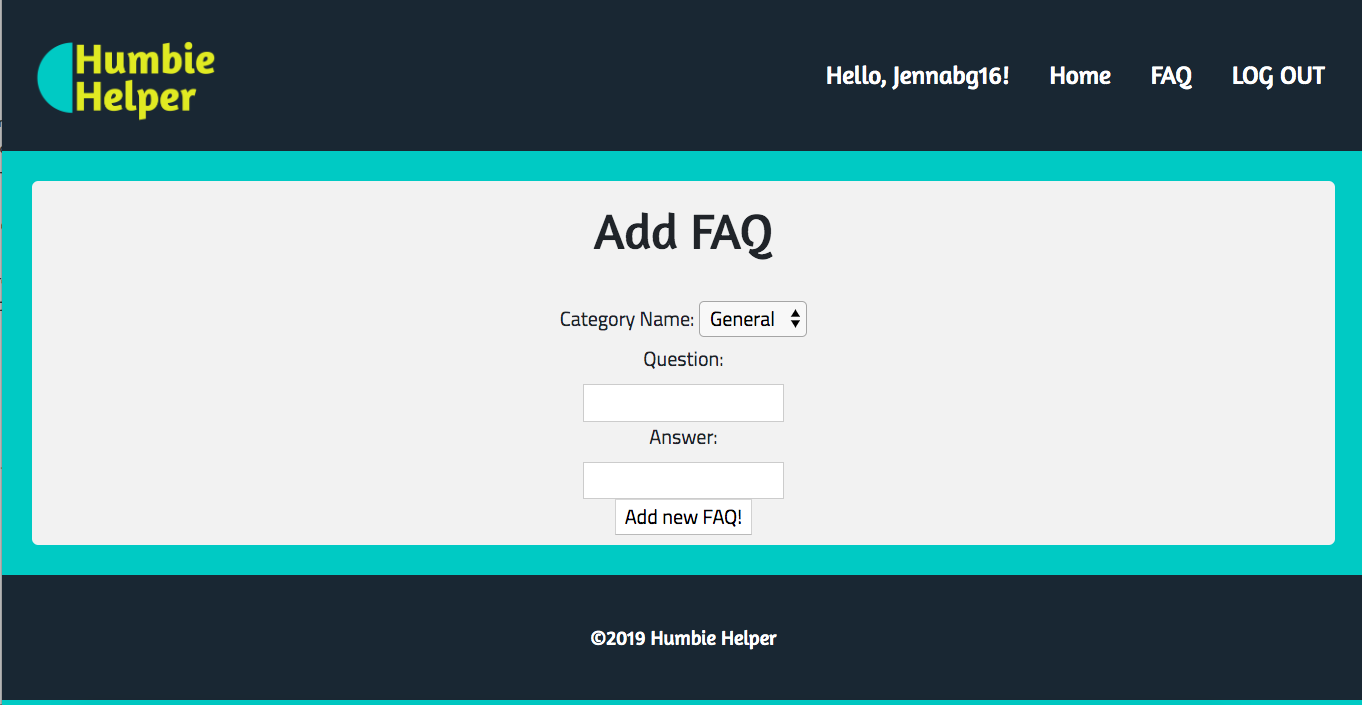 Humbie
Helper
Hello, Jennabg16!
Home
FAQ
LOG OUT
Add FAQ
Category Name: General
Question:
Answer:
Add new FAQ!
©2019 Humbie Helper